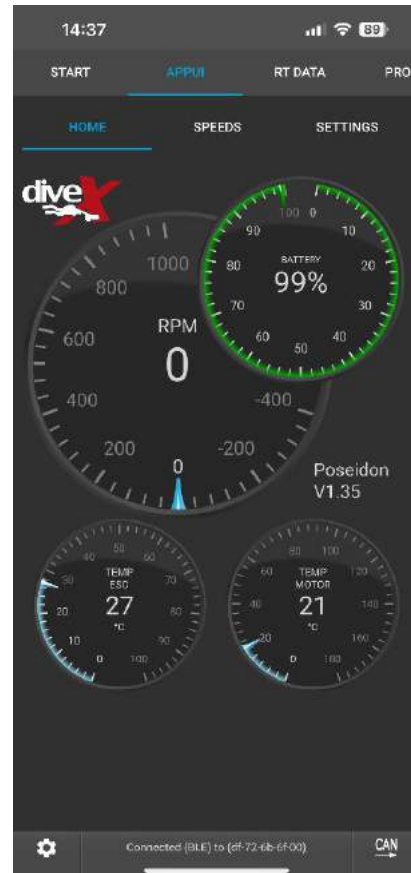 14:37
89
START APPUI RT DATA PRO
HOME SPEEDS SETTINGS
diveX
1000
800
600
400
200
0
-200
-400
RPM
0
100 0
90 10
80 20
70 30
60 40
50
BATTERY
99%
Poseidon
V1.35
50
40 60
30 70
20 80
10 90
0 100
TEMP
ESC
27
°C
80 100
60 120
40 140
20 160
0 180
TEMP
MOTOR
21
°C
Connected (BLE) to (df-72-6b-6f-00)
CAN